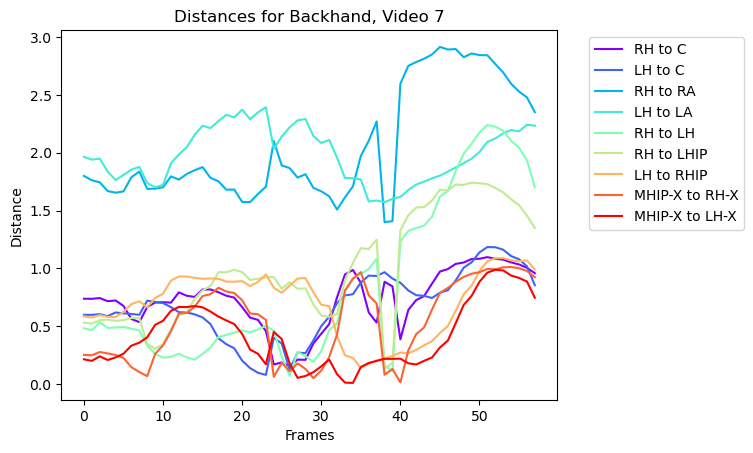 Distances for Backhand, Video 7
3.0
2.5
2.0
1.5
1.0
0.5
0.0
Distance
0
10
20
30
40
50
Frames
RH to C
LH to C
RH to RA
LH to LA
RH to LH
RH to LHIP
LH to RHIP
MHIP-X to RH-X
MHIP-X to LH-X